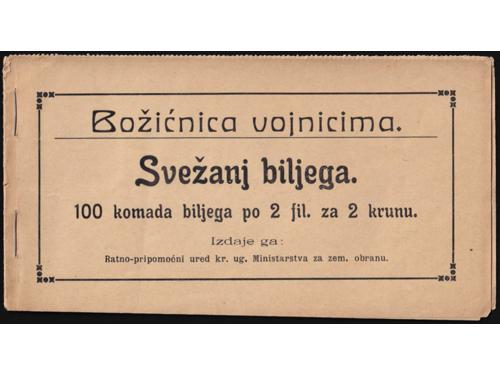 Božićnica vojnicima.
Svežanj biljega.
100 komada biljega po 2 fil. za 2 krunu.
Izdaje ga:
Ratno-pripomoćni ured kr. ug. Ministarstva za zem. obranu.